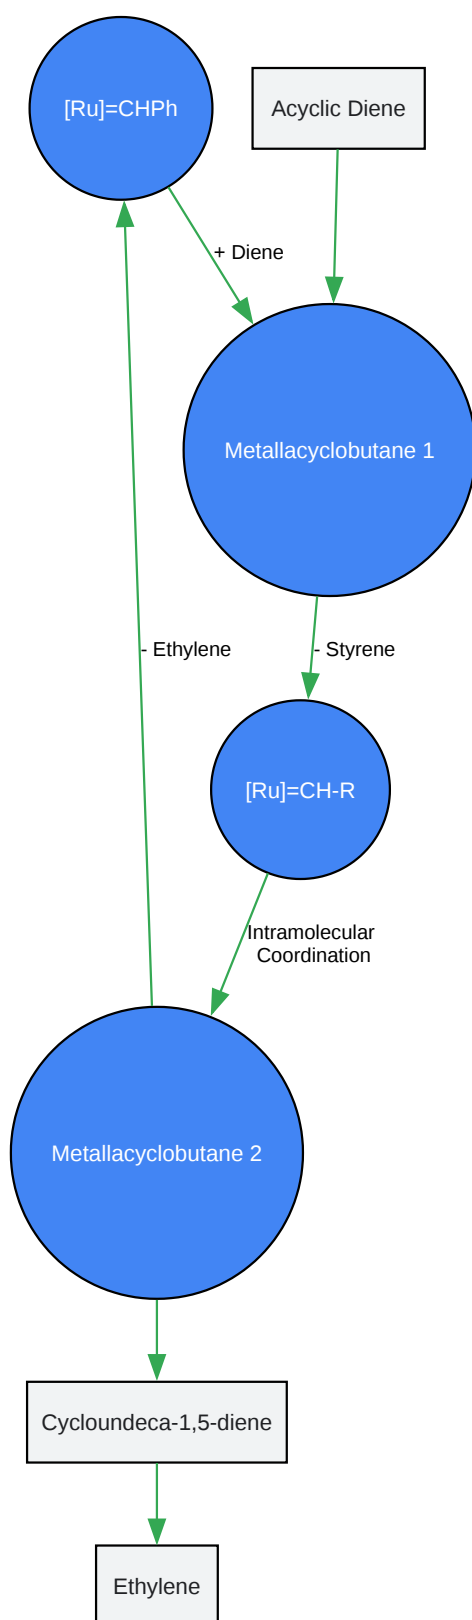 [Ru]=CHPh
Acyclic Diene
+ Diene
Metallacyclobutane 1
- Ethylene
- Styrene
[Ru]=CH-R
Intramolecular
Coordination
Metallacyclobutane 2
Cycloundeca-1,5-diene
Ethylene